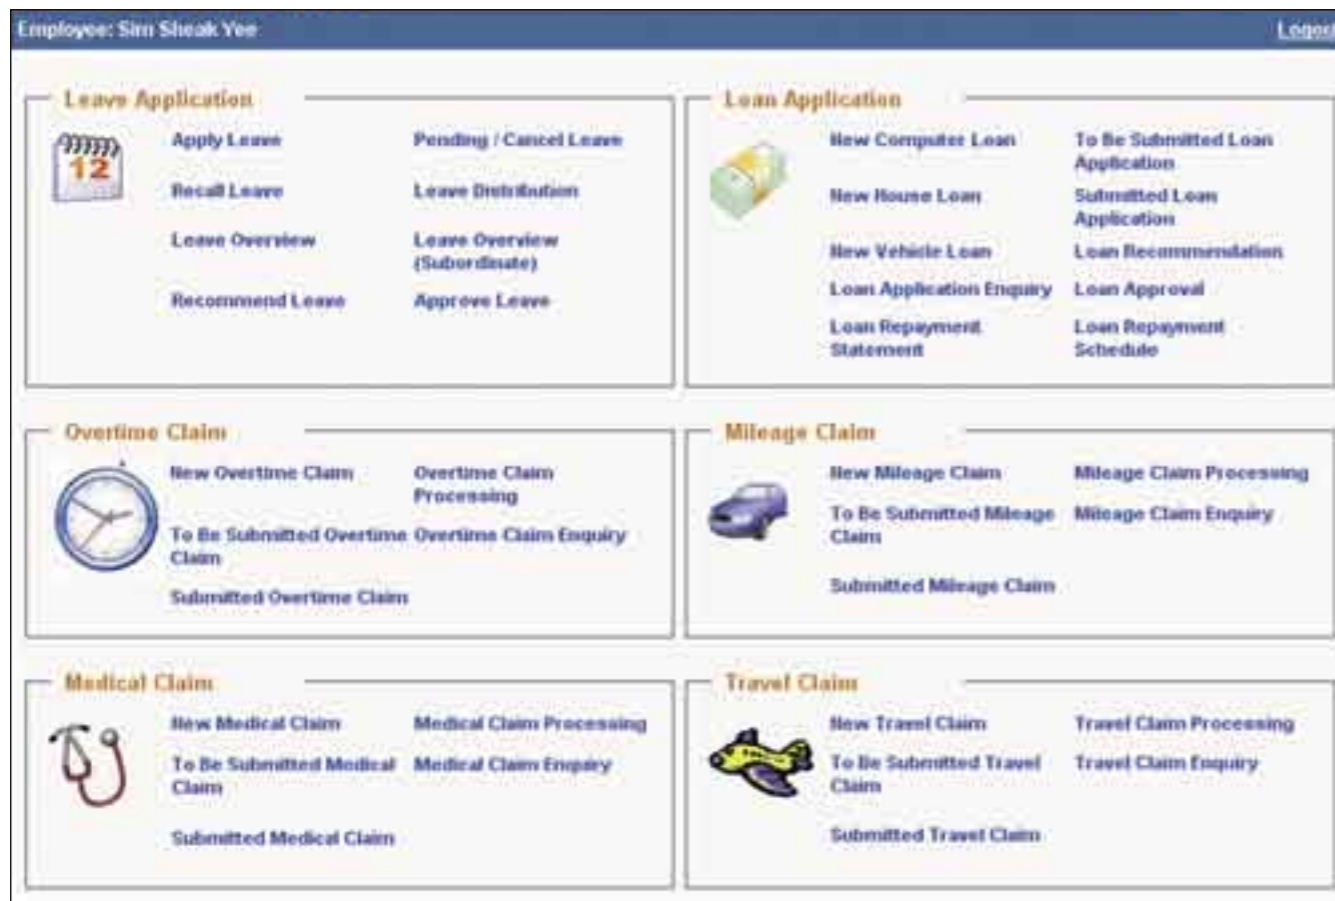 Employee: Sim Sheak Yee
Leave Application
12
Apply Leave
Pending / Cancel Leave
Recall Leave
Leave Distribution
Leave Overview
Leave Overview
(Subordinate)
Recommend Leave
Approve Leave
Loan Application
New Computer Loan
To Be Submitted Loan
Application
New House Loan
Submitted Loan
Application
New Vehicle Loan
Loan Recommendation
Loan Application Enquiry
Loan Approval
Loan Repayment
Statement
Loan Repayment
Schedule
Overtime Claim
New Overtime Claim
Overtime Claim
Processing
To Be Submitted Overtime
Claim
Overtime Claim Enquiry
Submitted Overtime Claim
Mileage Claim
New Mileage Claim
Mileage Claim Processing
To Be Submitted Mileage
Claim
Mileage Claim Enquiry
Submitted Mileage Claim
Medical Claim
New Medical Claim
Medical Claim Processing
To Be Submitted Medical
Claim
Medical Claim Enquiry
Submitted Medical Claim
Travel Claim
New Travel Claim
Travel Claim Processing
To Be Submitted Travel
Claim
Travel Claim Enquiry
Submitted Travel Claim